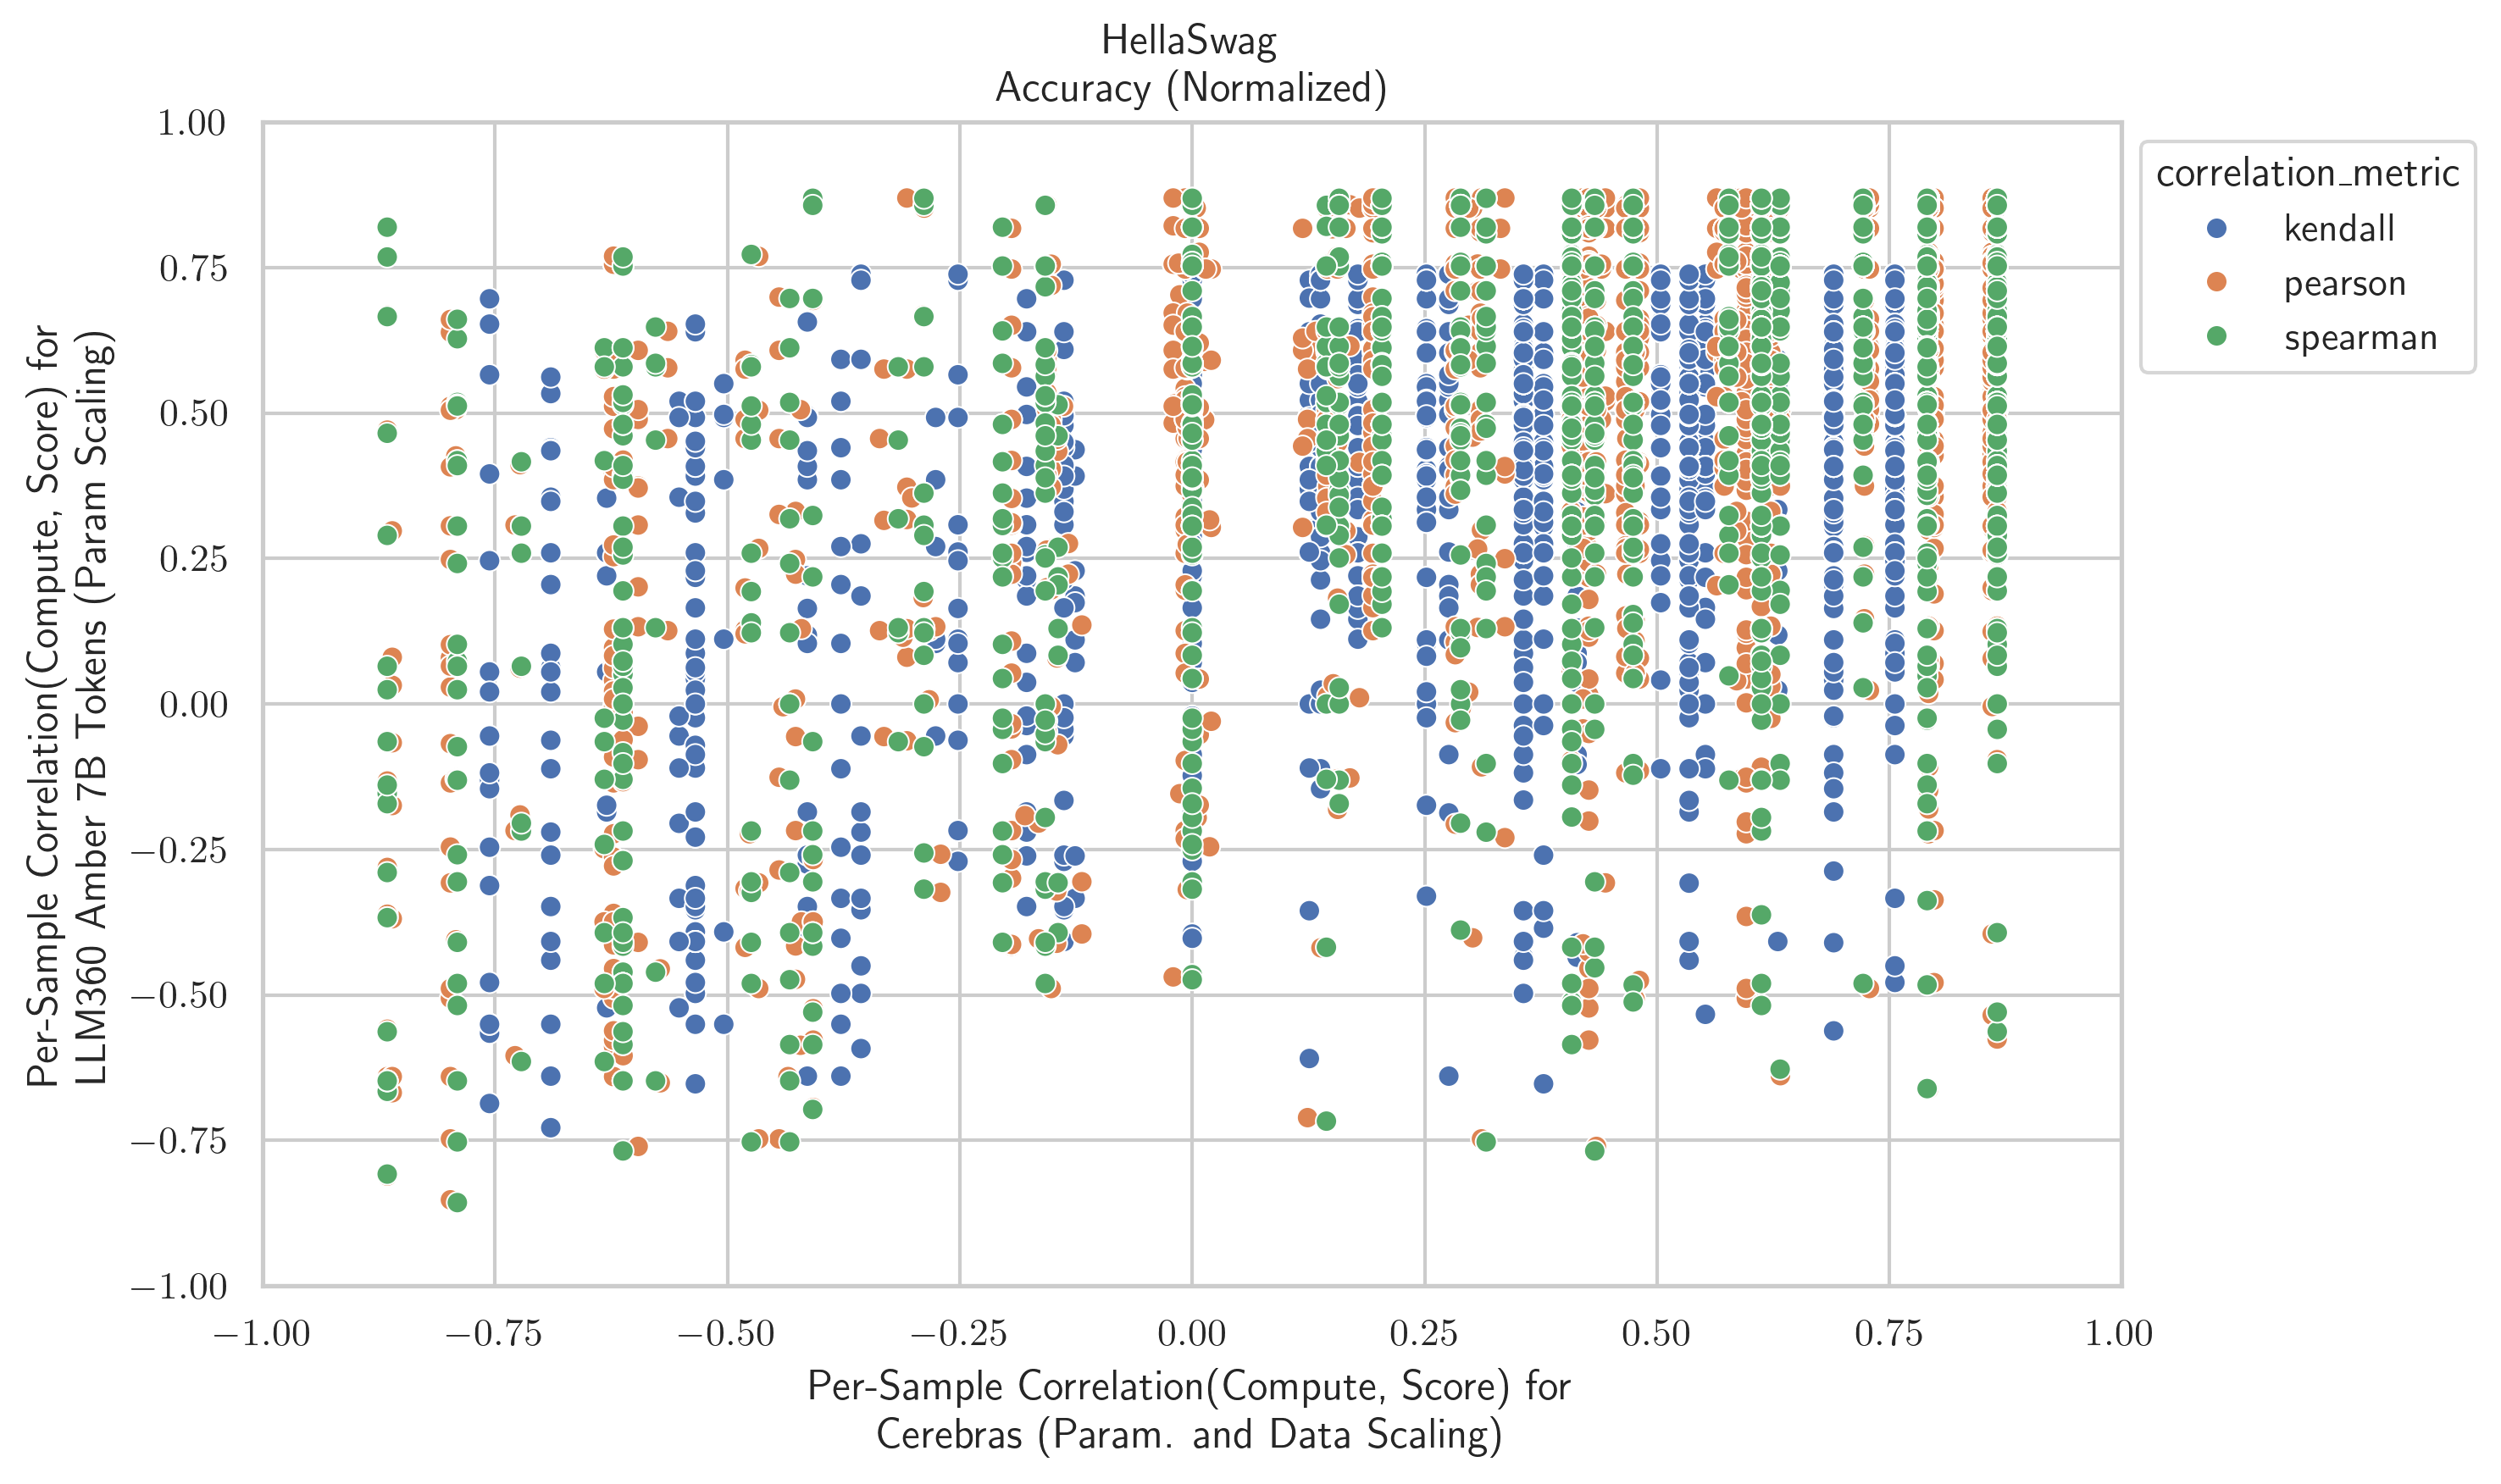 HellaSwag
Accuracy (Normalized)
1.00
0.75
0.50
0.25
0.00
−0.25
−0.50
−0.75
−1.00
Per-Sample Correlation(Compute, Score) for
LLM360 Amber 7B Tokens (Param Scaling)
correlation_metric
kendall
pearson
spearman
−1.00 −0.75 −0.50 −0.25 0.00 0.25 0.50 0.75 1.00
Per-Sample Correlation(Compute, Score) for
Cerebras (Param. and Data Scaling)